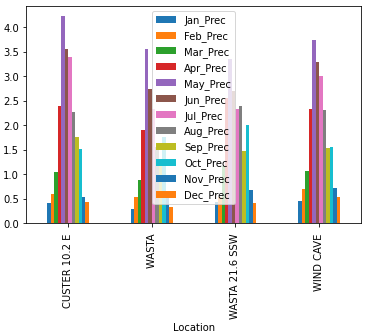 4.0
3.5
3.0
2.5
2.0
1.5
1.0
0.5
0.0
Jan_Prec
Feb_Prec
Mar_Prec
Apr_Prec
May_Prec
Jun_Prec
Jul_Prec
Aug_Prec
Sep_Prec
Oct_Prec
Nov_Prec
Dec_Prec
CUSTER 10.2 E
WASTA
WASTA 21.6 SSW
WIND CAVE
Location